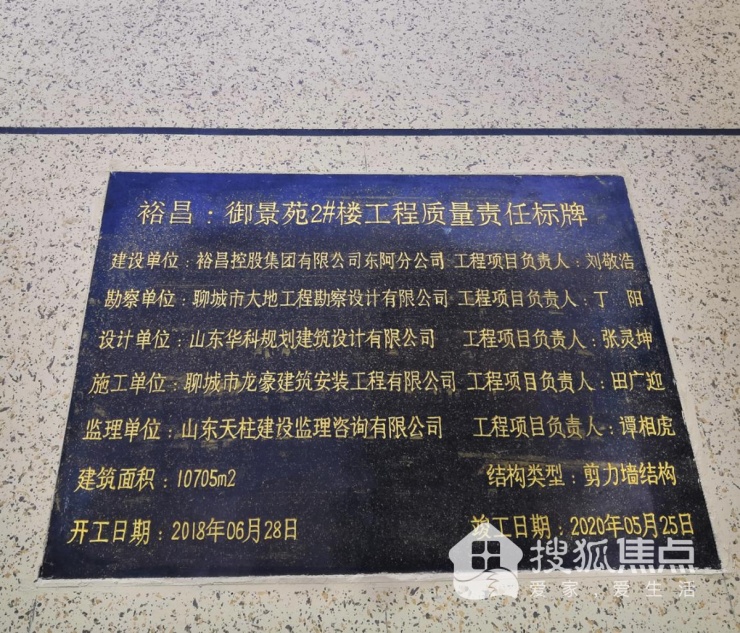 裕昌：御景苑2#楼工程质量责任标牌
建设单位：裕昌控股集团有限公司东阿分公司 工程项目负责人：刘敬浩
勘察单位：聊城市大地工程勘察设计有限公司 工程项目负责人：丁 阳
设计单位：山东华科规划建筑设计有限公司 工程项目负责人：张灵坤
施工单位：聊城市龙豪建筑安装工程有限公司 工程项目负责人：田广迎
监理单位：山东天柱建设监理咨询有限公司 工程项目负责人：谭相虎
建筑面积：10705m2 结构类型：剪力墙结构
开工日期：2018年06月28日 竣工日期：2020年05月25日
搜狐焦点
爱家，爱生活